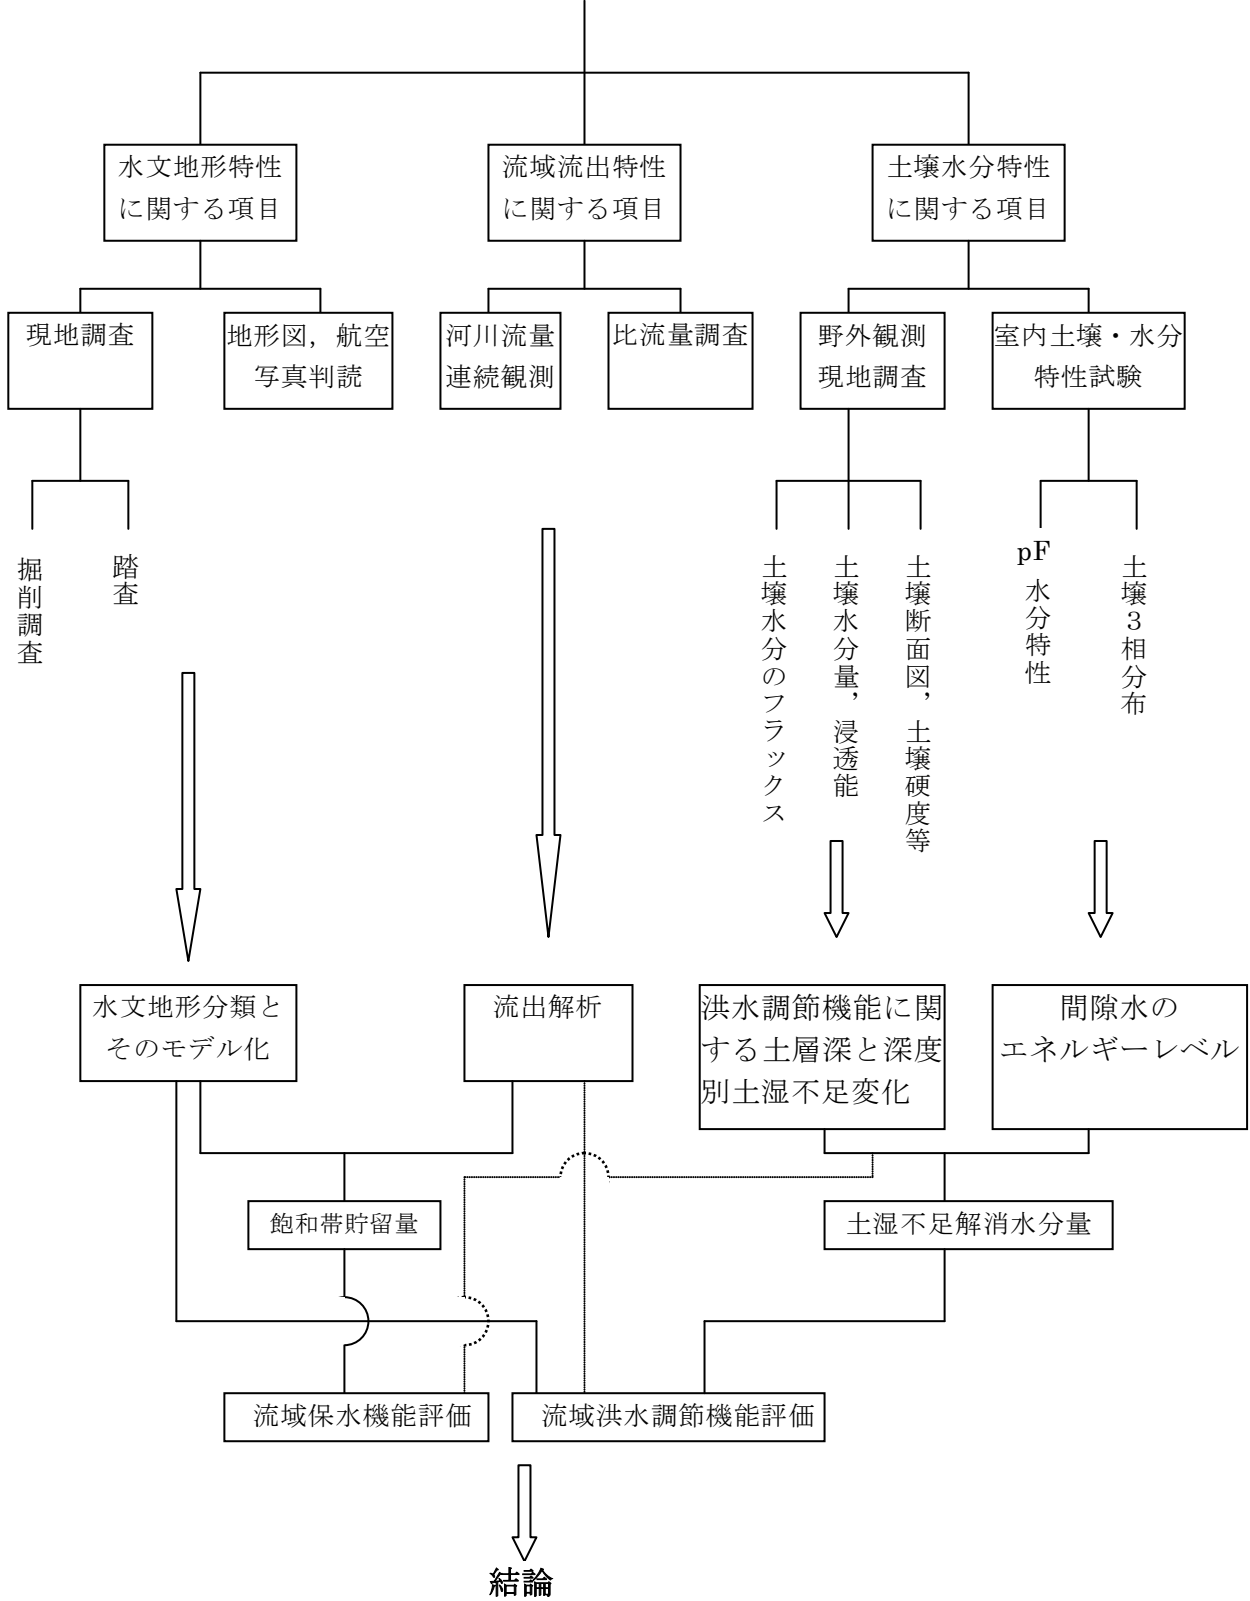 水文地形特性
に関する項目
流域流出特性
に関する項目
土壌水分特性
に関する項目
現地調査
地形図，航空
写真判読
河川流量
連続観測
比流量調査
野外観測
現地調査
室内土壌・水分
特性試験
掘削調査
踏査
土壌水分のフラックス
土壌水分量，浸透能
土壌断面図，土壌硬度等
pF 水分特性
土壌３相分布
水文地形分類と
そのモデル化
流出解析
洪水調節機能に関
する土層深と深度
別土湿不足変化
間隙水の
エネルギーレベル
飽和帯貯留量
土湿不足解消水分量
流域保水機能評価
流域洪水調節機能評価
結論